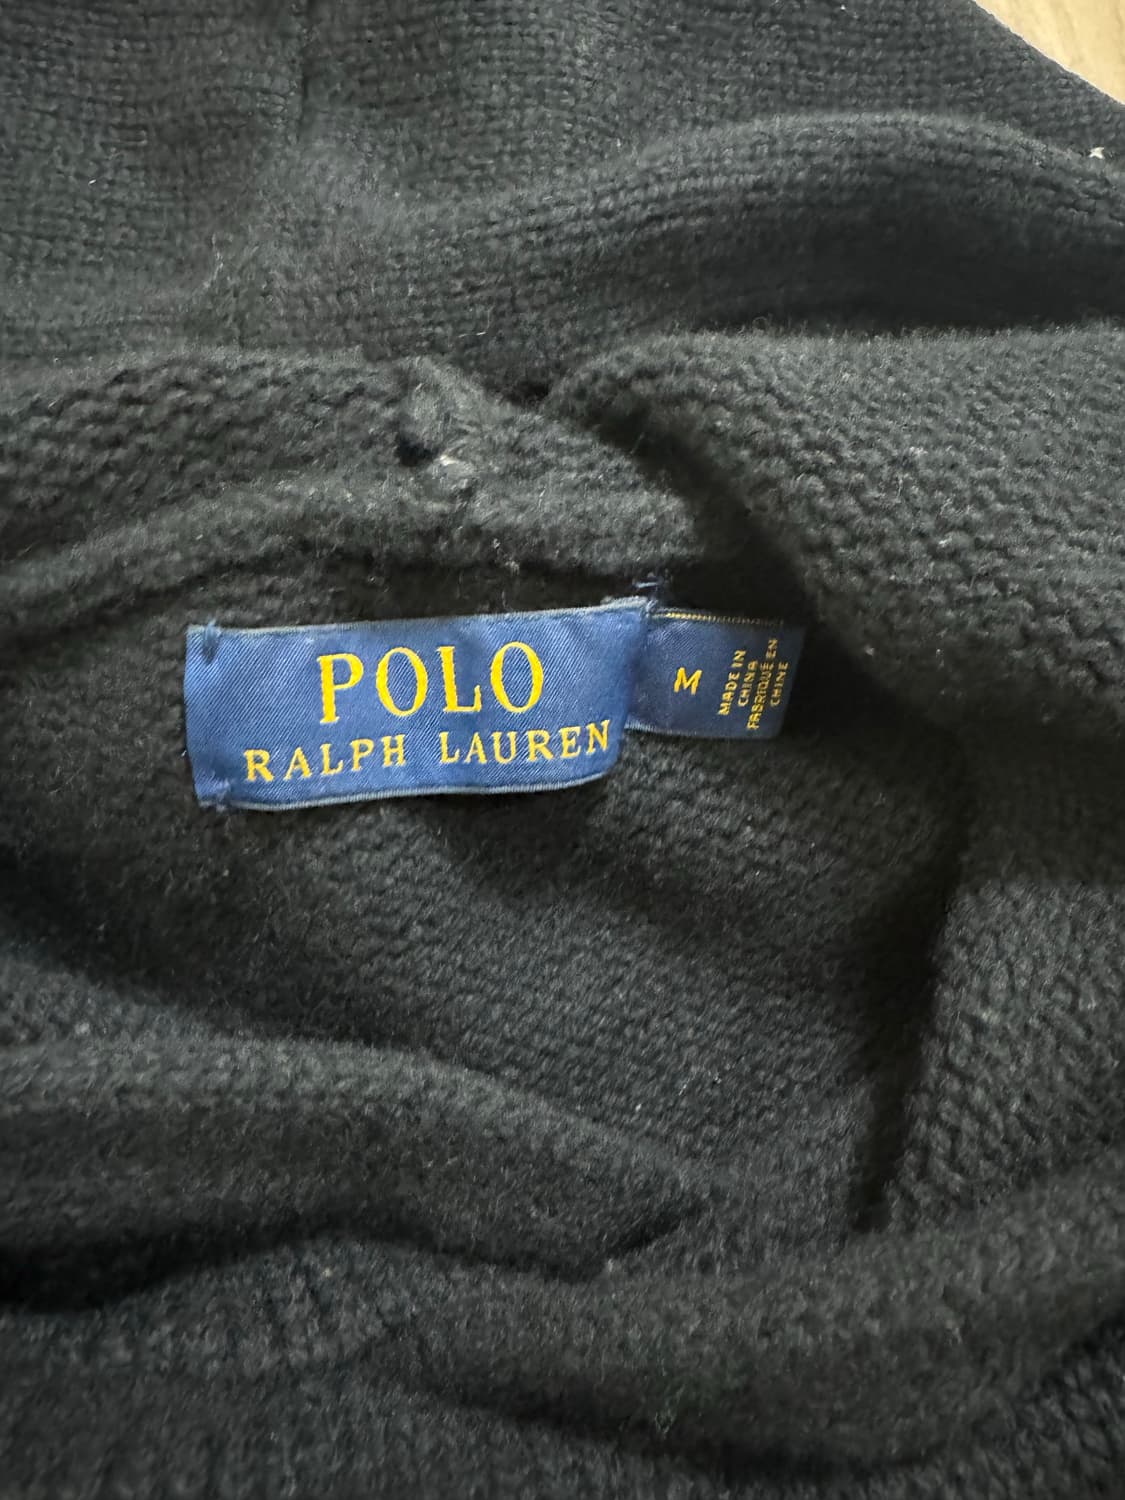 POLO
RALPH LAUREN
M
MADE IN
CHINA
FABRIQUÉ EN
CHINE